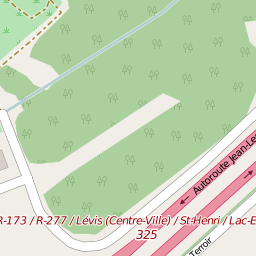 Autoroute Jean-Le
R-173 / R-277 / Lévis (Centre-Ville) / St-Henri / Lac-E
325
Terroir